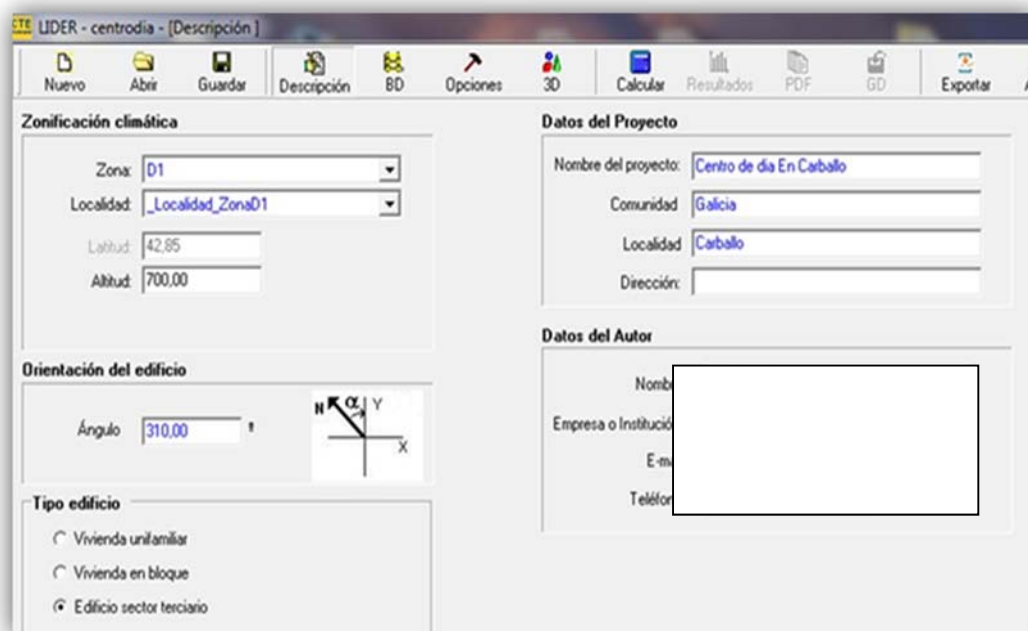 CTE LIDER - centrodia - [Descripción ]
Nuevo Abrir Guardar Descripción BD Opciones 3D Calcular Resultados PDF GD Exportar
Zonificación climática
Zona: D1
Localidad: _Localidad_ZonaD1
Latitud: 42,85
Altitud: 700,00
Orientación del edificio
Ángulo 310,00 º
N α Y
X
Tipo edificio
Vivienda unifamiliar
Vivienda en bloque
Edificio sector terciario
Datos del Proyecto
Nombre del proyecto: Centro de dia En Carballo
Comunidad Galicia
Localidad Carballo
Dirección:
Datos del Autor
Nomb
Empresa o Institució
E-ma
Teléfon